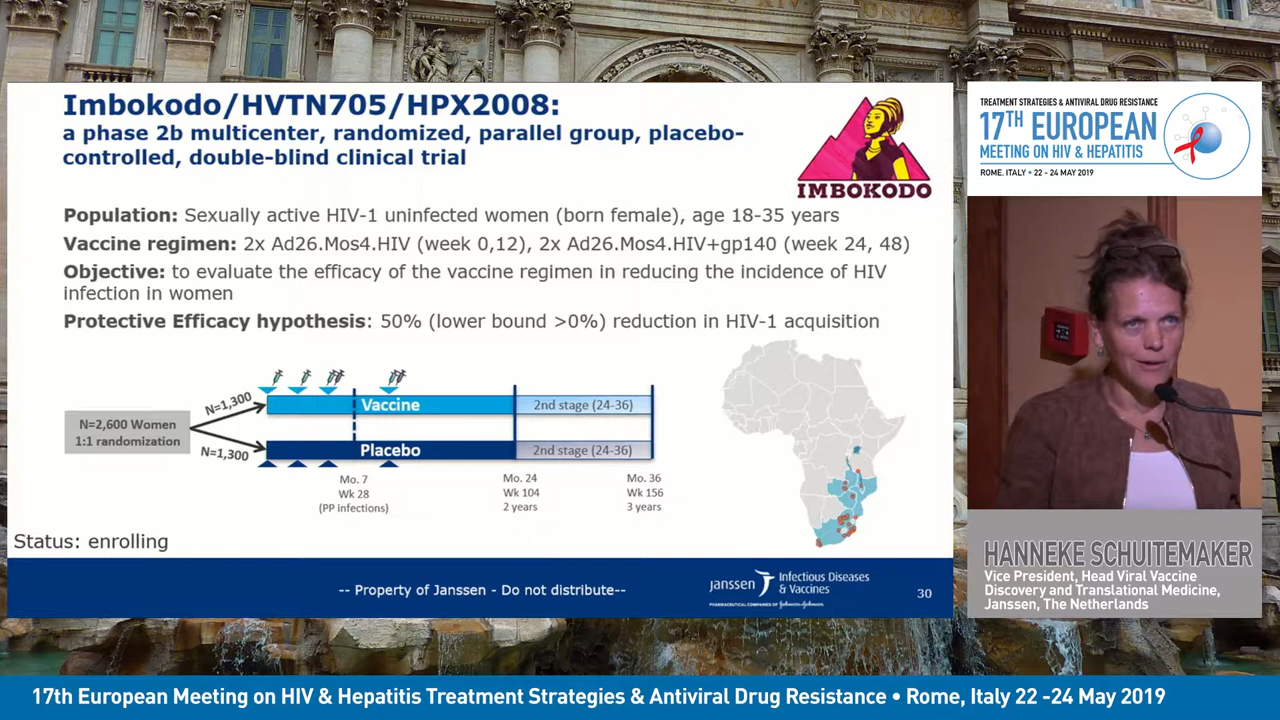 Imbokodo/HVTN705/HPX2008:
a phase 2b multicenter, randomized, parallel group, placebo-
controlled, double-blind clinical trial
IMBOKODO
Population: Sexually active HIV-1 uninfected women (born female), age 18-35 years
Vaccine regimen: 2x Ad26.Mos4.HIV (week 0,12), 2x Ad26.Mos4.HIV+gp140 (week 24, 48)
Objective: to evaluate the efficacy of the vaccine regimen in reducing the incidence of HIV
infection in women
Protective Efficacy hypothesis: 50% (lower bound >0%) reduction in HIV-1 acquisition
N=2,600 Women
1:1 randomization
N=1,300
N=1,300
Vaccine
2nd stage (24-36)
Placebo
2nd stage (24-36)
Mo. 7
Wk 28
(PP infections)
Mo. 24
Wk 104
2 years
Mo. 36
Wk 156
3 years
Status: enrolling
-- Property of Janssen - Do not distribute--
Janssen
Infectious Diseases
& Vaccines
PHARMACEUTICAL COMPANIES OF Johnson & Johnson
30
TREATMENT STRATEGIES & ANTIVIRAL DRUG RESISTANCE
17TH EUROPEAN
MEETING ON HIV & HEPATITIS
ROME, ITALY • 22 - 24 MAY 2019
HANNEKE SCHUITEMAKER
Vice President, Head Viral Vaccine
Discovery and Translational Medicine,
Janssen, The Netherlands
17th European Meeting on HIV & Hepatitis Treatment Strategies & Antiviral Drug Resistance • Rome, Italy 22 -24 May 2019